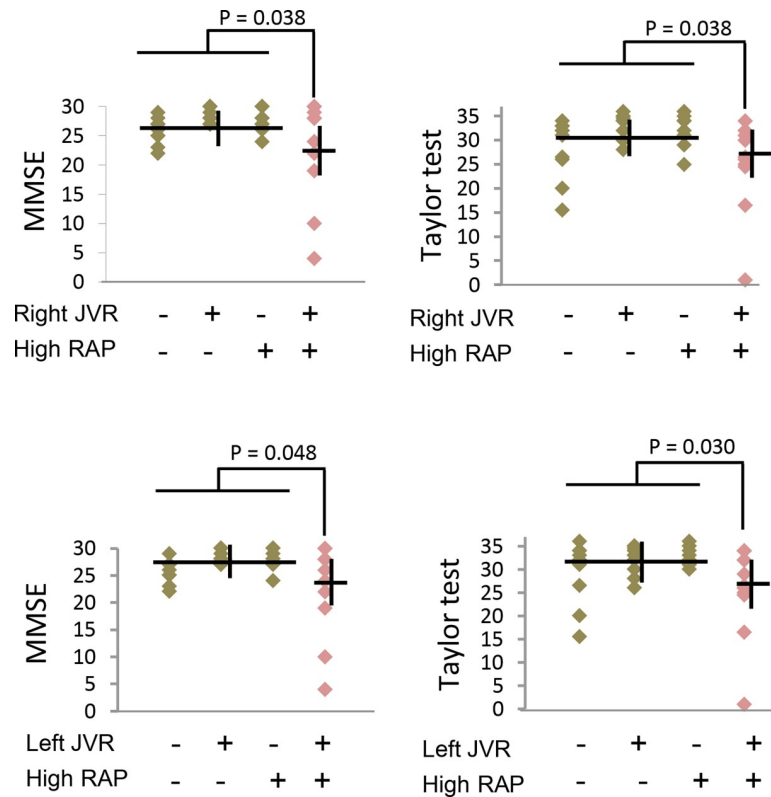 P = 0.038
MMSE
30
25
20
15
10
5
0
Right JVR - + - +
High RAP - - + +
P = 0.038
Taylor test
35
30
25
20
15
10
5
0
Right JVR - + - +
High RAP - - + +
P = 0.048
MMSE
30
25
20
15
10
5
0
Left JVR - + - +
High RAP - - + +
P = 0.030
Taylor test
35
30
25
20
15
10
5
0
Left JVR - + - +
High RAP - - + +